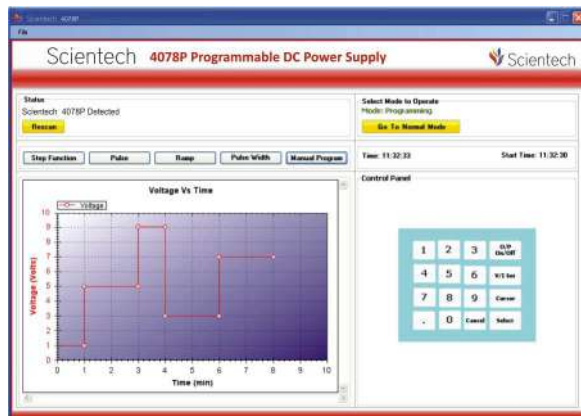 Scientech 4078P
File
Scientech 4078P Programmable DC Power Supply
Scientech
Status
Scientech 4078P Detected
Rescan
Select Mode to Operate
Mode: Programming
Go To Normal Mode
Step Function
Pulse
Ramp
Pulse Width
Manual Program
Time: 11:32:33
Start Time: 11:32:30
Voltage Vs Time
Voltage
Voltage (Volts)
10
9
8
7
6
5
4
3
2
1
0
0 1 2 3 4 5 6 7 8 9 10
Time (min)
Control Panel
1 2 3 O/P On/Off
4 5 6 V/I Set
7 8 9 Cursor
. 0 Cancel Select